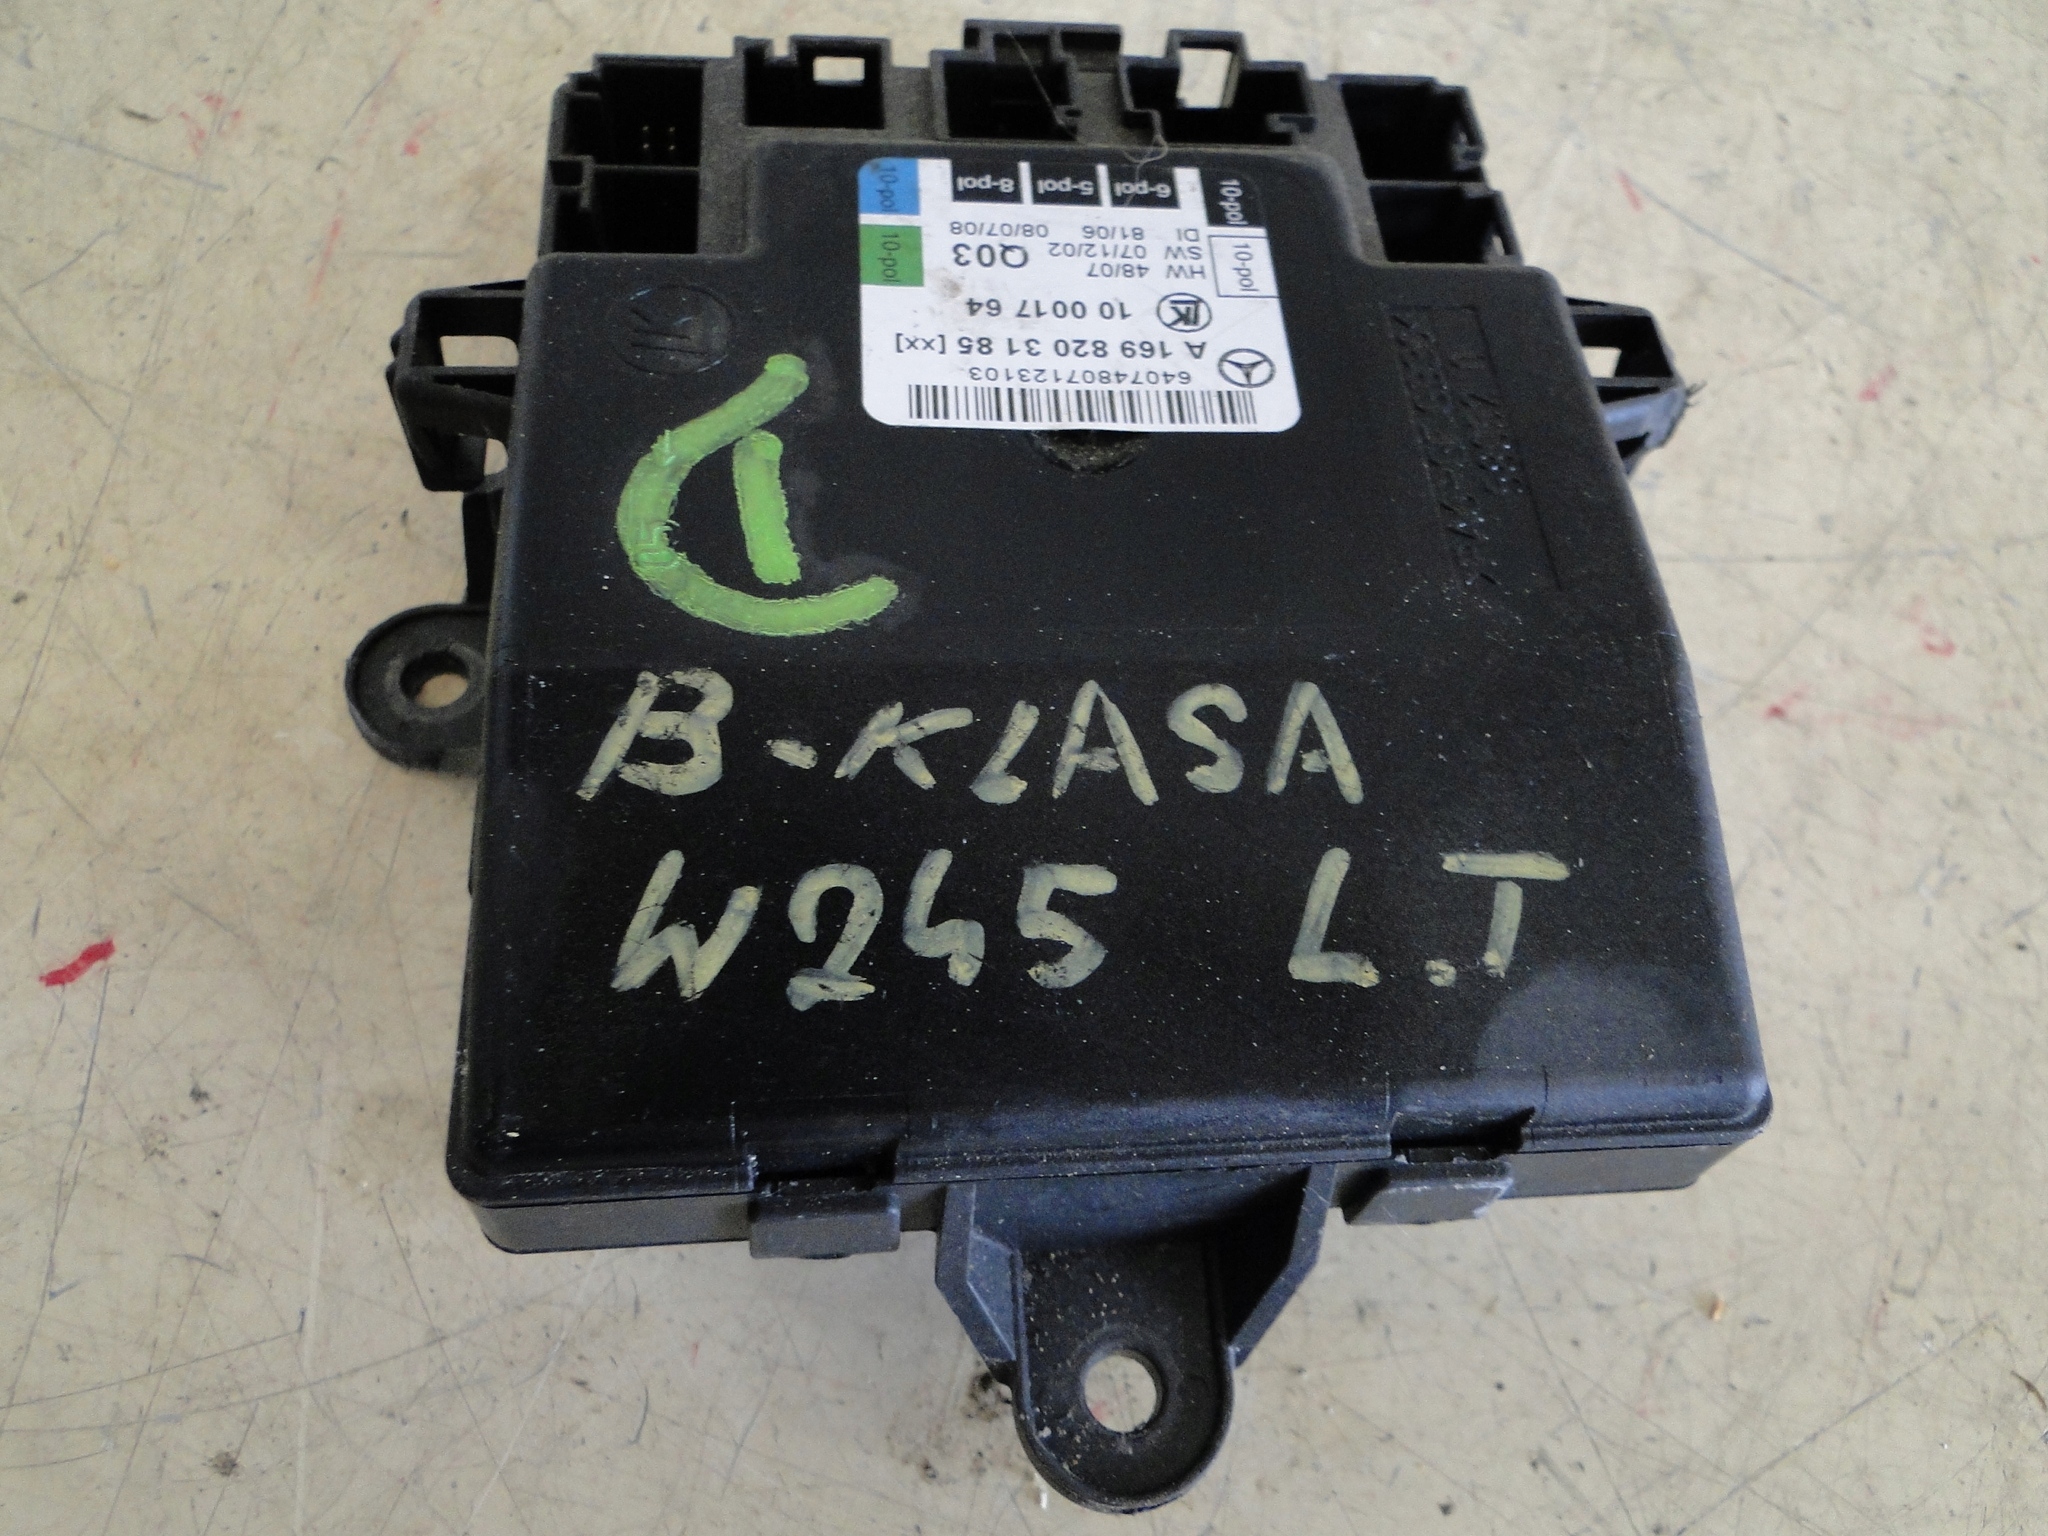 640748071231​03
A 169 820 31 85 [xx]
10 0017 64
HW 48/07
SW 07/12/02
DI 81/06 08/07/08
Q03
10-pol
10-pol
6-pol
5-pol
8-pol
10-pol
10-pol
B-KLASA
W245 L.T